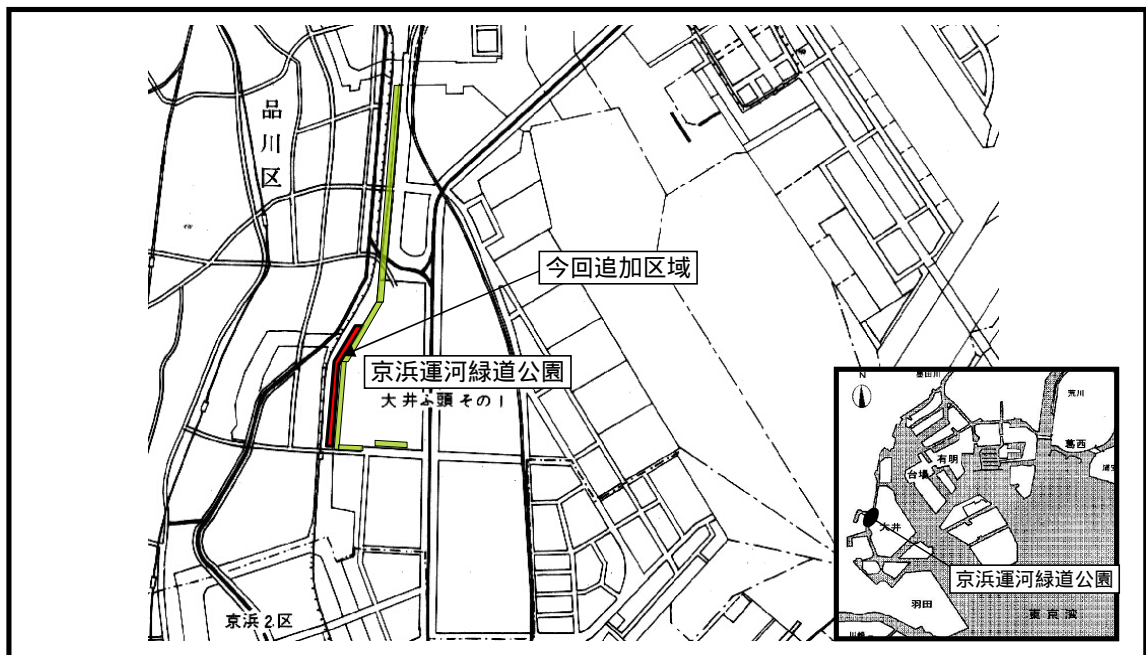 品川区
今回追加区域
京浜運河緑道公園
大井ふ頭その1
京浜2区
N
荒川
葛西
有明
台場
大井
京浜運河緑道公園
羽田
東京湾